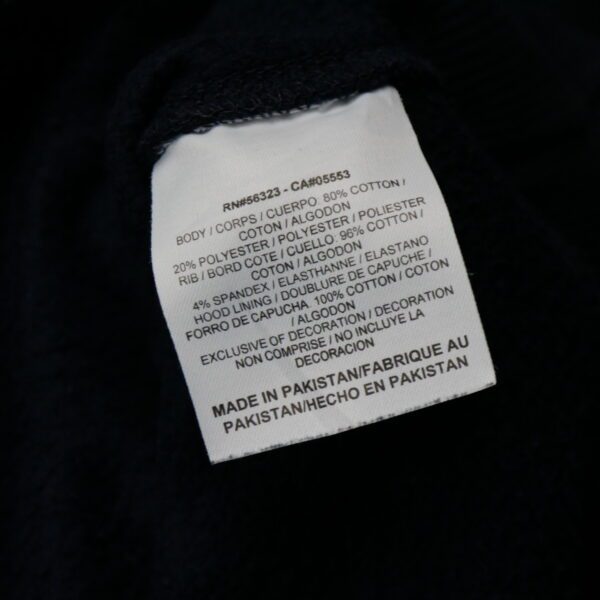 RN#56323 - CA#05553
BODY / CORPS / CUERPO: 80% COTTON /
COTON / ALGODON
20% POLYESTER / POLYESTER / POLIESTER
RIB / BORD COTE / CUELLO: 96% COTTON /
COTON / ALGODON
4% SPANDEX / ELASTHANNE / ELASTANO
HOOD LINING / DOUBLURE DE CAPUCHE /
FORRO DE CAPUCHA. 100% COTTON / COTON
/ ALGODON
EXCLUSIVE OF DECORATION / DECORATION
NON COMPRISE / NO INCLUYE LA
DECORACION
MADE IN PAKISTAN/FABRIQUE AU
PAKISTAN/HECHO EN PAKISTAN